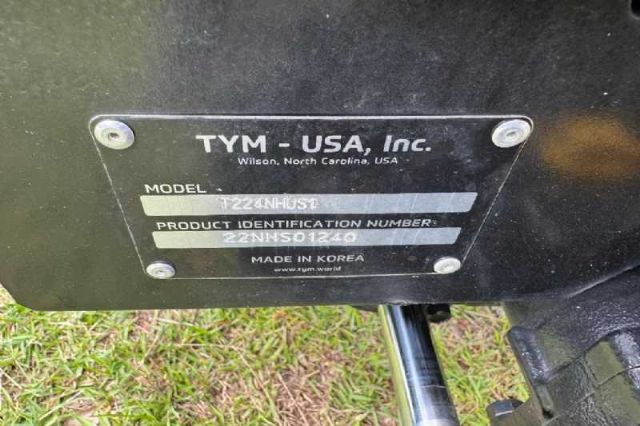 TYM - USA, Inc.
Wilson, North Carolina, USA
MODEL
T224NHUS1
PRODUCT IDENTIFICATION NUMBER
22NHS01240
MADE IN KOREA
www.tym.world